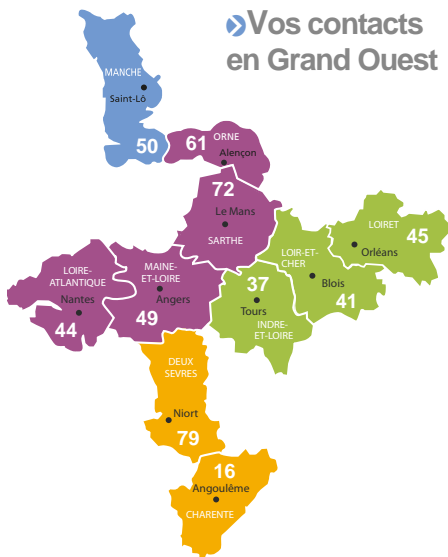 Vos contacts
en Grand Ouest
MANCHE
Saint-Lô
50
61
ORNE
Alençon
72
Le Mans
SARTHE
LOIRET
45
Orléans
LOIR-ET-
CHER
Blois
41
LOIRE-
ATLANTIQUE
Nantes
44
MAINE-
ET-LOIRE
Angers
49
37
Tours
INDRE-
ET-LOIRE
DEUX
SEVRES
Niort
79
16
Angoulême
CHARENTE